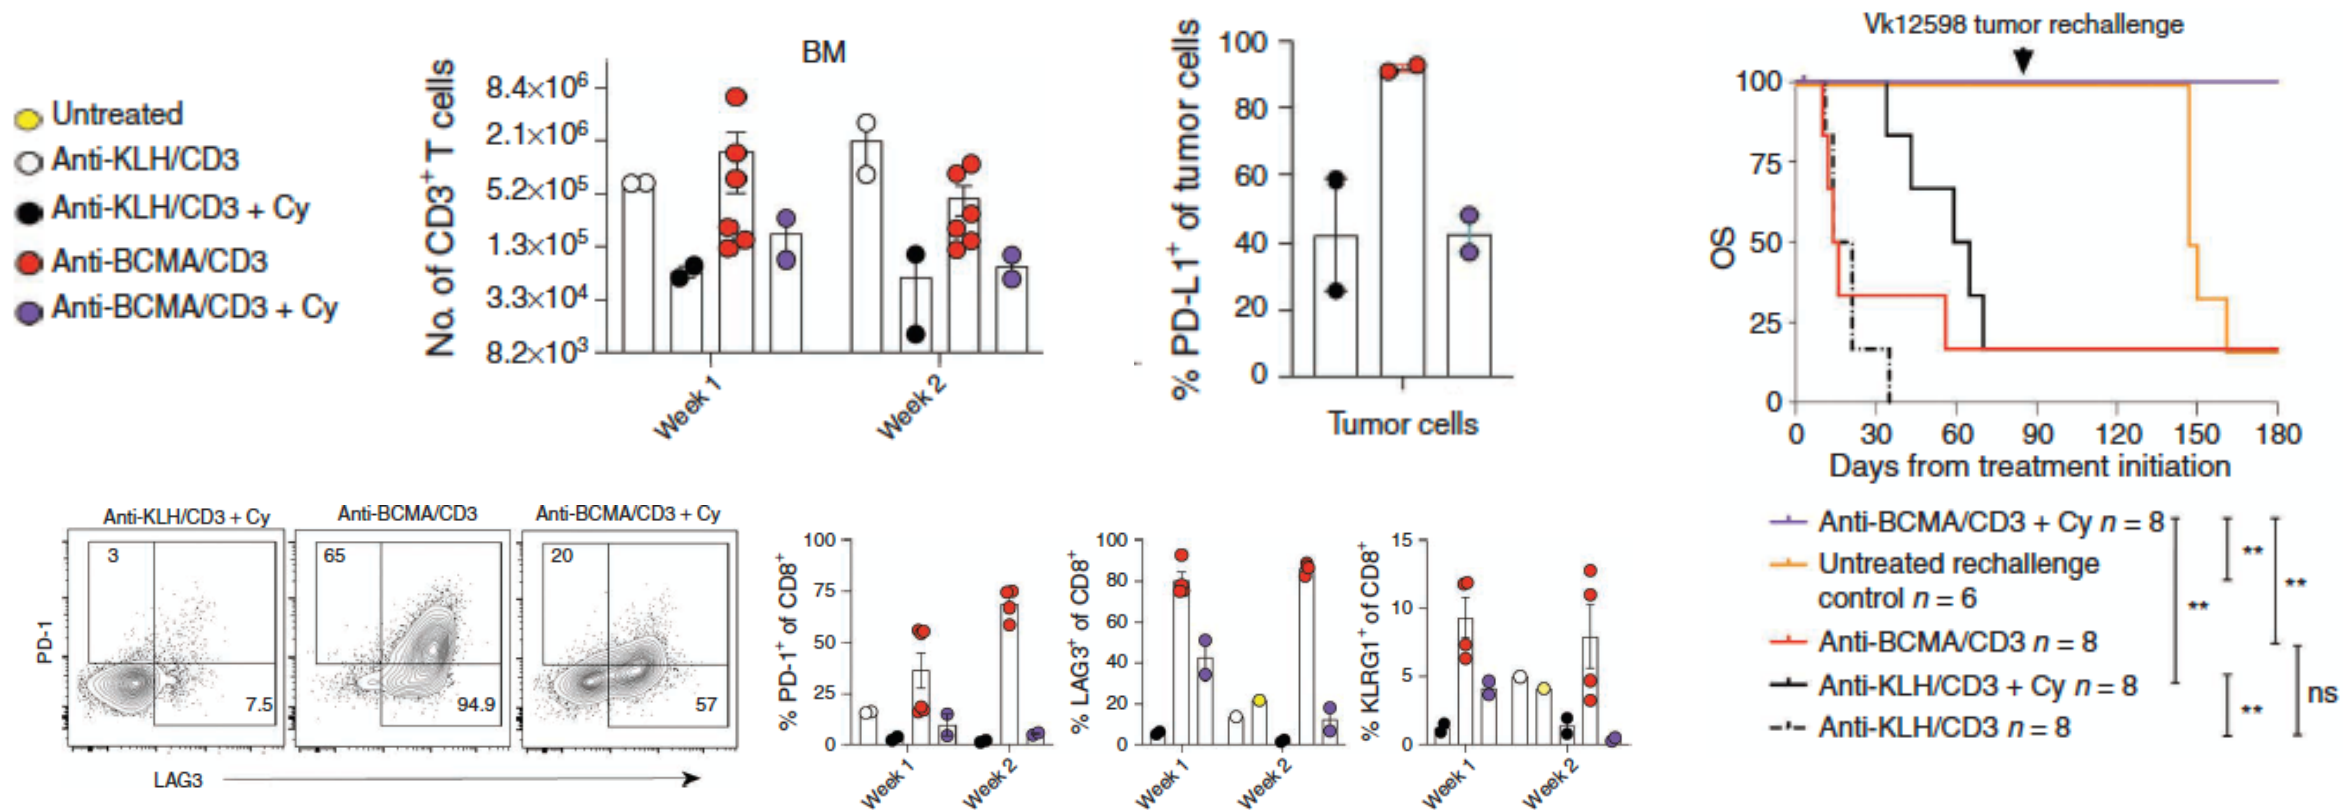 Untreated
Anti-KLH/CD3
Anti-KLH/CD3 + Cy
Anti-BCMA/CD3
Anti-BCMA/CD3 + Cy
BM
No. of CD3⁺ T cells
8.4×10⁶
2.1×10⁶
5.2×10⁵
1.3×10⁵
3.3×10⁴
8.2×10³
Week 1
Week 2
% PD-L1⁺ of tumor cells
100
80
60
40
20
0
Tumor cells
Vk12598 tumor rechallenge
OS
100
75
50
25
0
0 30 60 90 120 150 180
Days from treatment initiation
Anti-BCMA/CD3 + Cy n = 8
Untreated rechallenge
control n = 6
Anti-BCMA/CD3 n = 8
Anti-KLH/CD3 + Cy n = 8
Anti-KLH/CD3 n = 8
**
**
**
**
ns
Anti-KLH/CD3 + Cy
Anti-BCMA/CD3
Anti-BCMA/CD3 + Cy
3
7.5
65
94.9
20
57
PD-1
LAG3
% PD-1⁺ of CD8⁺
100
75
50
25
0
Week 1
Week 2
% LAG3⁺ of CD8⁺
100
80
60
40
20
0
Week 1
Week 2
% KLRG1⁺ of CD8⁺
15
10
5
0
Week 1
Week 2